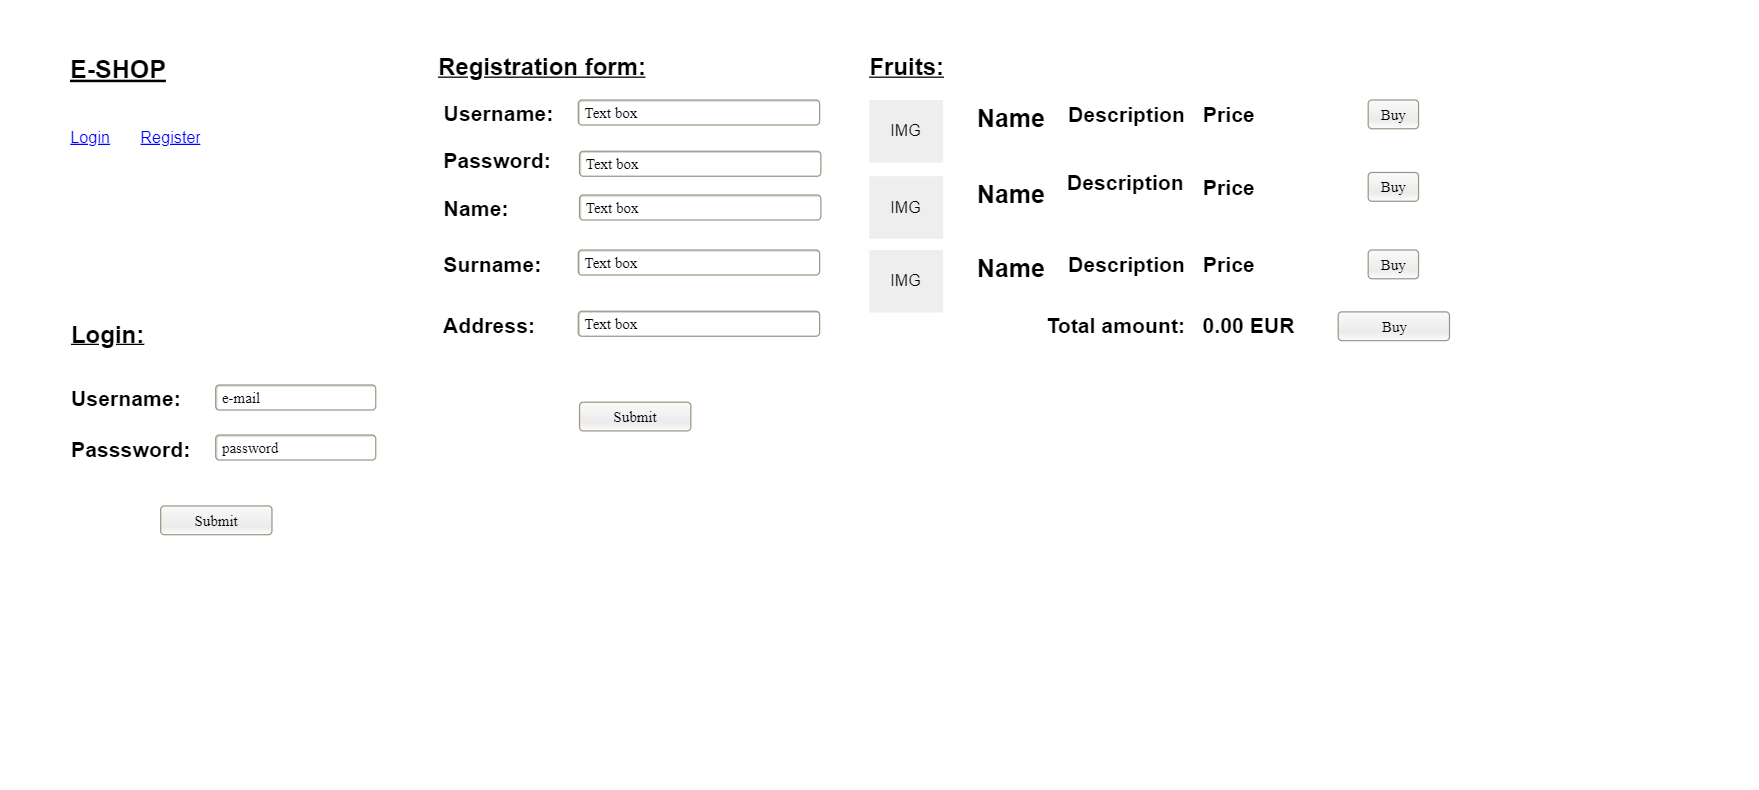 E-SHOP
Login Register
Login:
Username: e-mail
Passsword: password
Submit
Registration form:
Username: Text box
Password: Text box
Name: Text box
Surname: Text box
Address: Text box
Submit
Fruits:
IMG Name Description Price Buy
IMG Name Description Price Buy
IMG Name Description Price Buy
Total amount: 0.00 EUR Buy